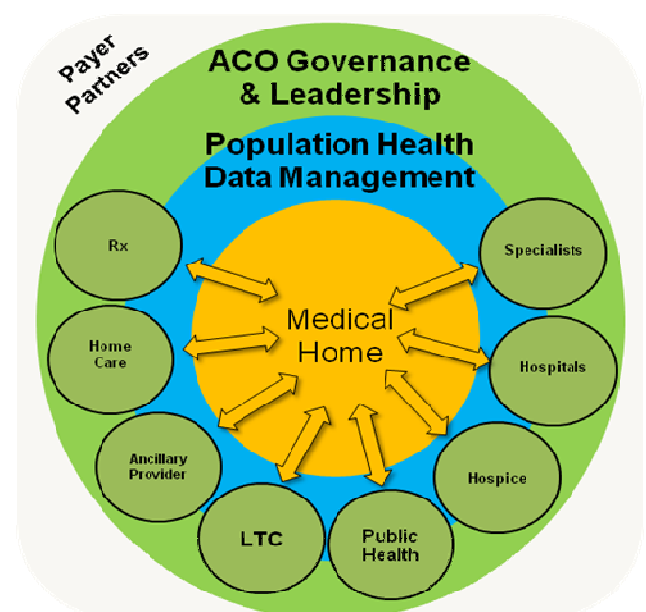 Payer
Partners
ACO Governance
& Leadership
Population Health
Data Management
Rx
Specialists
Medical
Home
Home
Care
Hospitals
Ancillary
Provider
Hospice
LTC
Public
Health